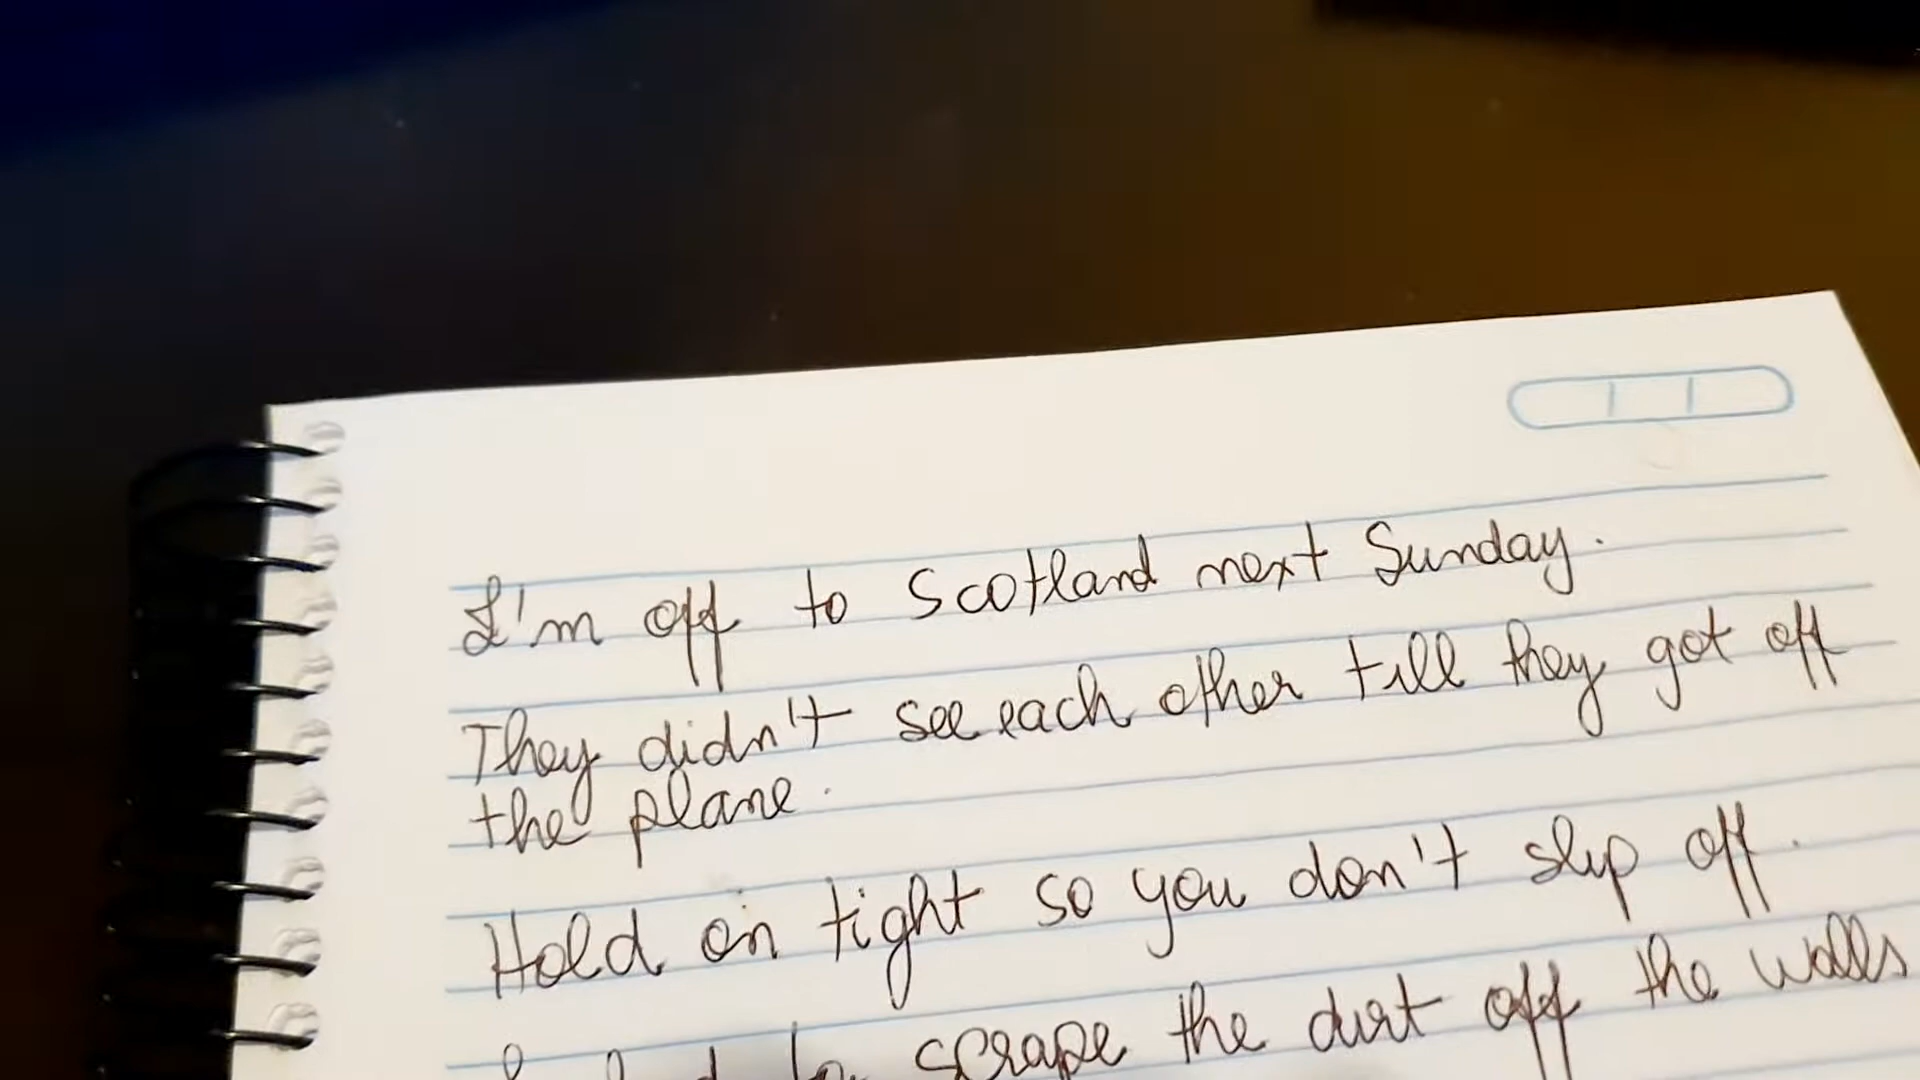 I'm off to Scotland next Sunday.
They didn't see each other till they got off
the plane.
Hold on tight so you don't slip off.
scrape the dirt off the walls